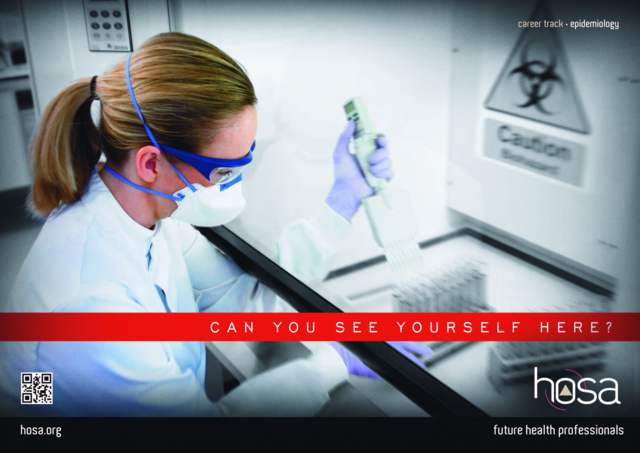 career track • epidemiology
Caution
Biohazard
CAN YOU SEE YOURSELF HERE?
hosa
hosa.org
future health professionals